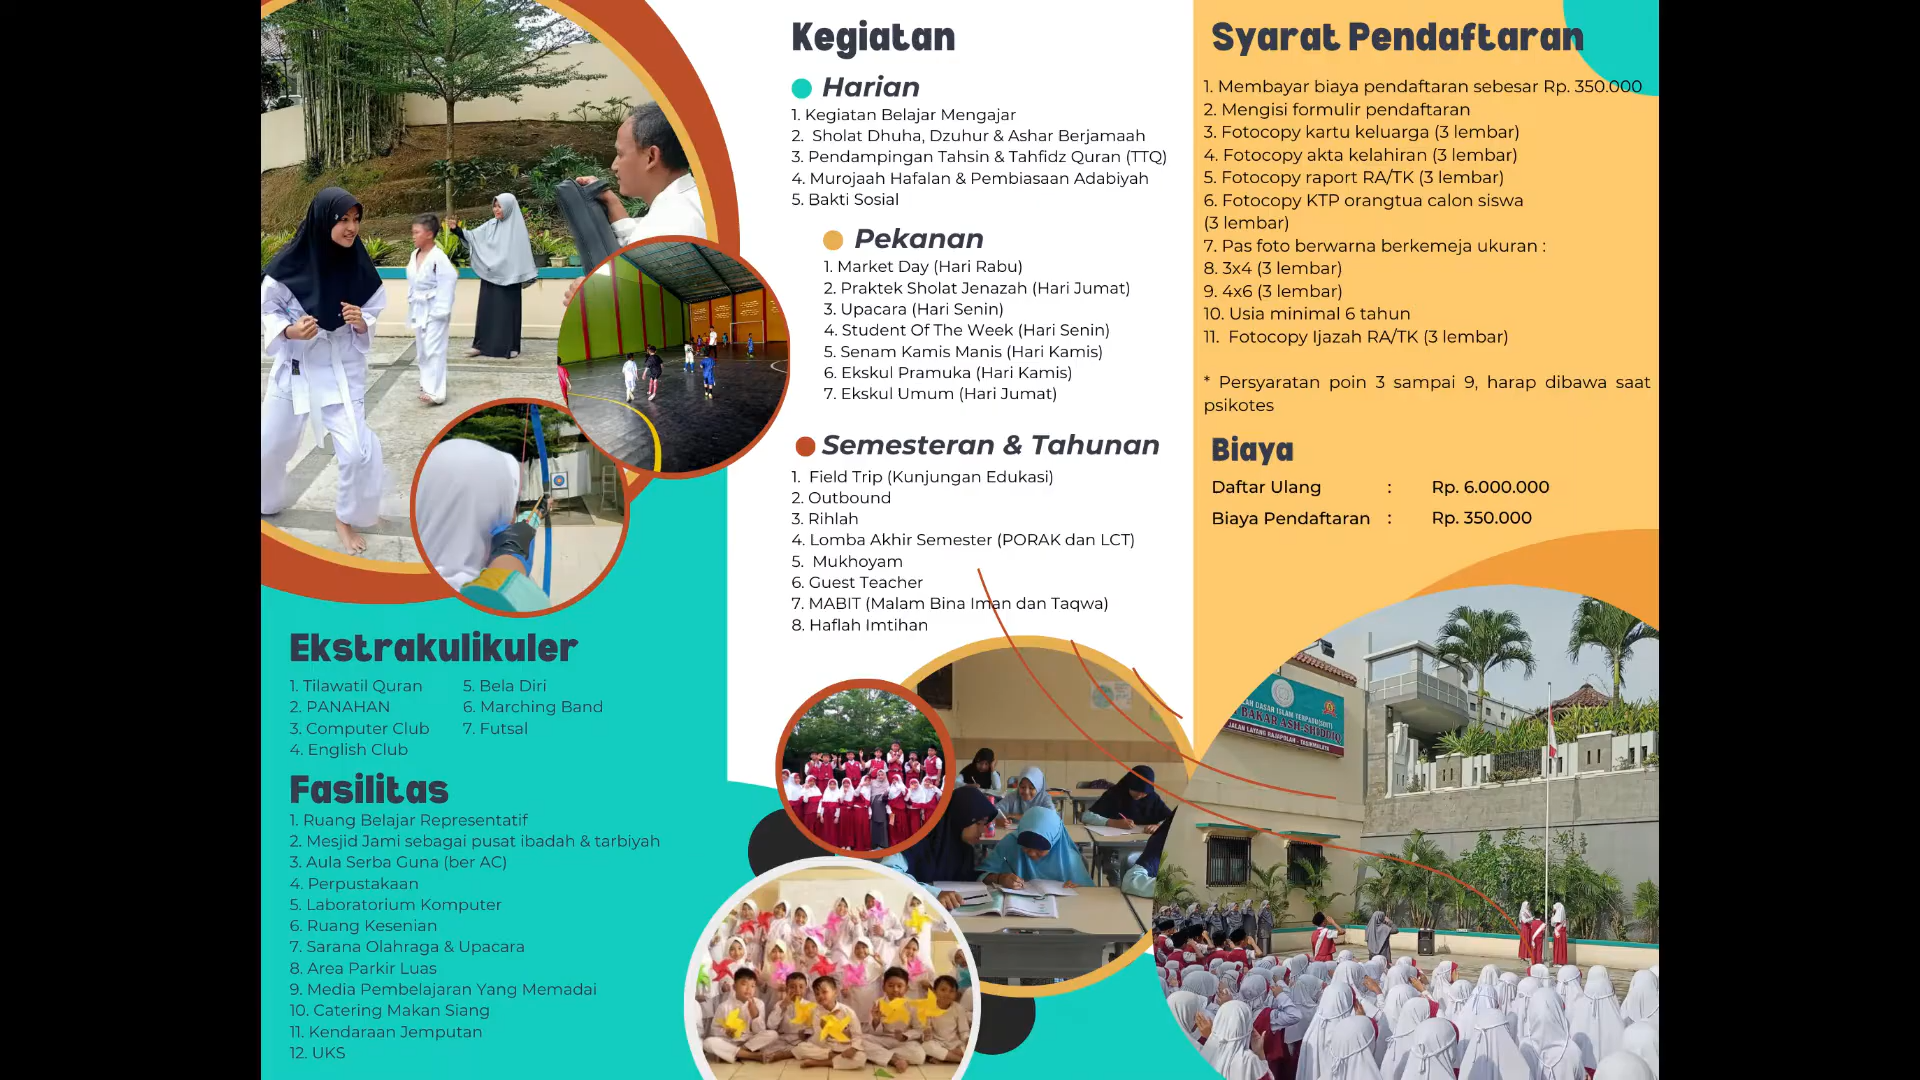 Ekstrakulikuler
1. Tilawatil Quran
2. PANAHAN
3. Computer Club
4. English Club
5. Bela Diri
6. Marching Band
7. Futsal
Fasilitas
1. Ruang Belajar Representatif
2. Mesjid Jami sebagai pusat ibadah & tarbiyah
3. Aula Serba Guna (ber AC)
4. Perpustakaan
5. Laboratorium Komputer
6. Ruang Kesenian
7. Sarana Olahraga & Upacara
8. Area Parkir Luas
9. Media Pembelajaran Yang Memadai
10. Catering Makan Siang
11. Kendaraan Jemputan
12. UKS
Kegiatan
Harian
1. Kegiatan Belajar Mengajar
2. Sholat Dhuha, Dzuhur & Ashar Berjamaah
3. Pendampingan Tahsin & Tahfidz Quran (TTQ)
4. Murojaah Hafalan & Pembiasaan Adabiyah
5. Bakti Sosial
Pekanan
1. Market Day (Hari Rabu)
2. Praktek Sholat Jenazah (Hari Jumat)
3. Upacara (Hari Senin)
4. Student Of The Week (Hari Senin)
5. Senam Kamis Manis (Hari Kamis)
6. Ekskul Pramuka (Hari Kamis)
7. Ekskul Umum (Hari Jumat)
Semesteran & Tahunan
1. Field Trip (Kunjungan Edukasi)
2. Outbound
3. Rihlah
4. Lomba Akhir Semester (PORAK dan LCT)
5. Mukhoyam
6. Guest Teacher
7. MABIT (Malam Bina Iman dan Taqwa)
8. Haflah Imtihan
Syarat Pendaftaran
1. Membayar biaya pendaftaran sebesar Rp. 350.000
2. Mengisi formulir pendaftaran
3. Fotocopy kartu keluarga (3 lembar)
4. Fotocopy akta kelahiran (3 lembar)
5. Fotocopy raport RA/TK (3 lembar)
6. Fotocopy KTP orangtua calon siswa
(3 lembar)
7. Pas foto berwarna berkemeja ukuran :
8. 3x4 (3 lembar)
9. 4x6 (3 lembar)
10. Usia minimal 6 tahun
11. Fotocopy Ijazah RA/TK (3 lembar)
* Persyaratan poin 3 sampai 9, harap dibawa saat
psikotes
Biaya
Daftar Ulang : Rp. 6.000.000
Biaya Pendaftaran : Rp. 350.000
DASAR ISLAM TERPADU(SDIT)
BAKAR ASH-SHIDDIQ
JALAN LAYANG RAJAPOLAH - TASIKMALAYA